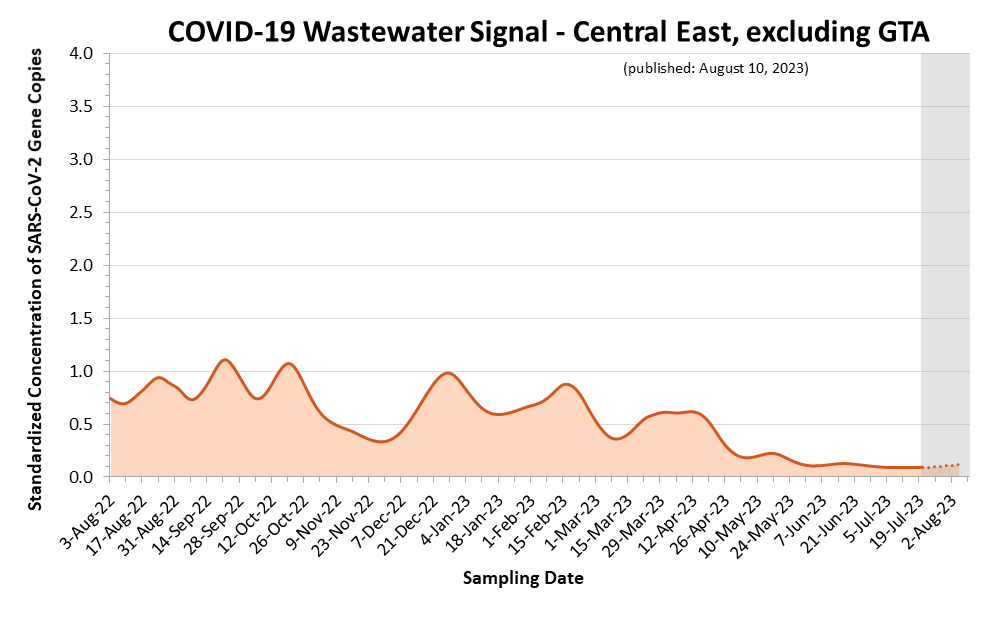 COVID-19 Wastewater Signal - Central East, excluding GTA
(published: August 10, 2023)
Standardized Concentration of SARS-CoV-2 Gene Copies
4.0
3.5
3.0
2.5
2.0
1.5
1.0
0.5
0.0
3-Aug-22
17-Aug-22
31-Aug-22
14-Sep-22
28-Sep-22
12-Oct-22
26-Oct-22
9-Nov-22
23-Nov-22
7-Dec-22
21-Dec-22
4-Jan-23
18-Jan-23
1-Feb-23
15-Feb-23
1-Mar-23
15-Mar-23
29-Mar-23
12-Apr-23
26-Apr-23
10-May-23
24-May-23
7-Jun-23
21-Jun-23
5-Jul-23
19-Jul-23
2-Aug-23
Sampling Date